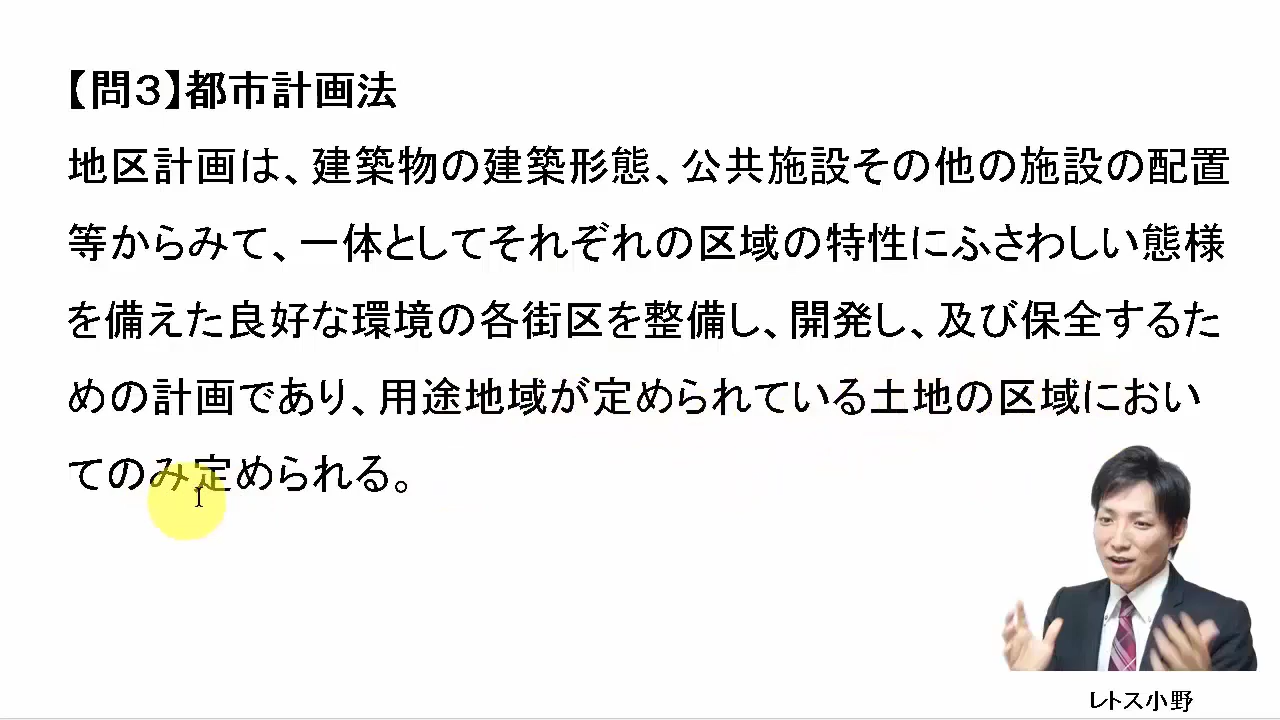 【問３】都市計画法
地区計画は、建築物の建築形態、公共施設その他の施設の配置
等からみて、一体としてそれぞれの区域の特性にふさわしい態様
を備えた良好な環境の各街区を整備し、開発し、及び保全するた
めの計画であり、用途地域が定められている土地の区域におい
てのみ定められる。
レトス小野